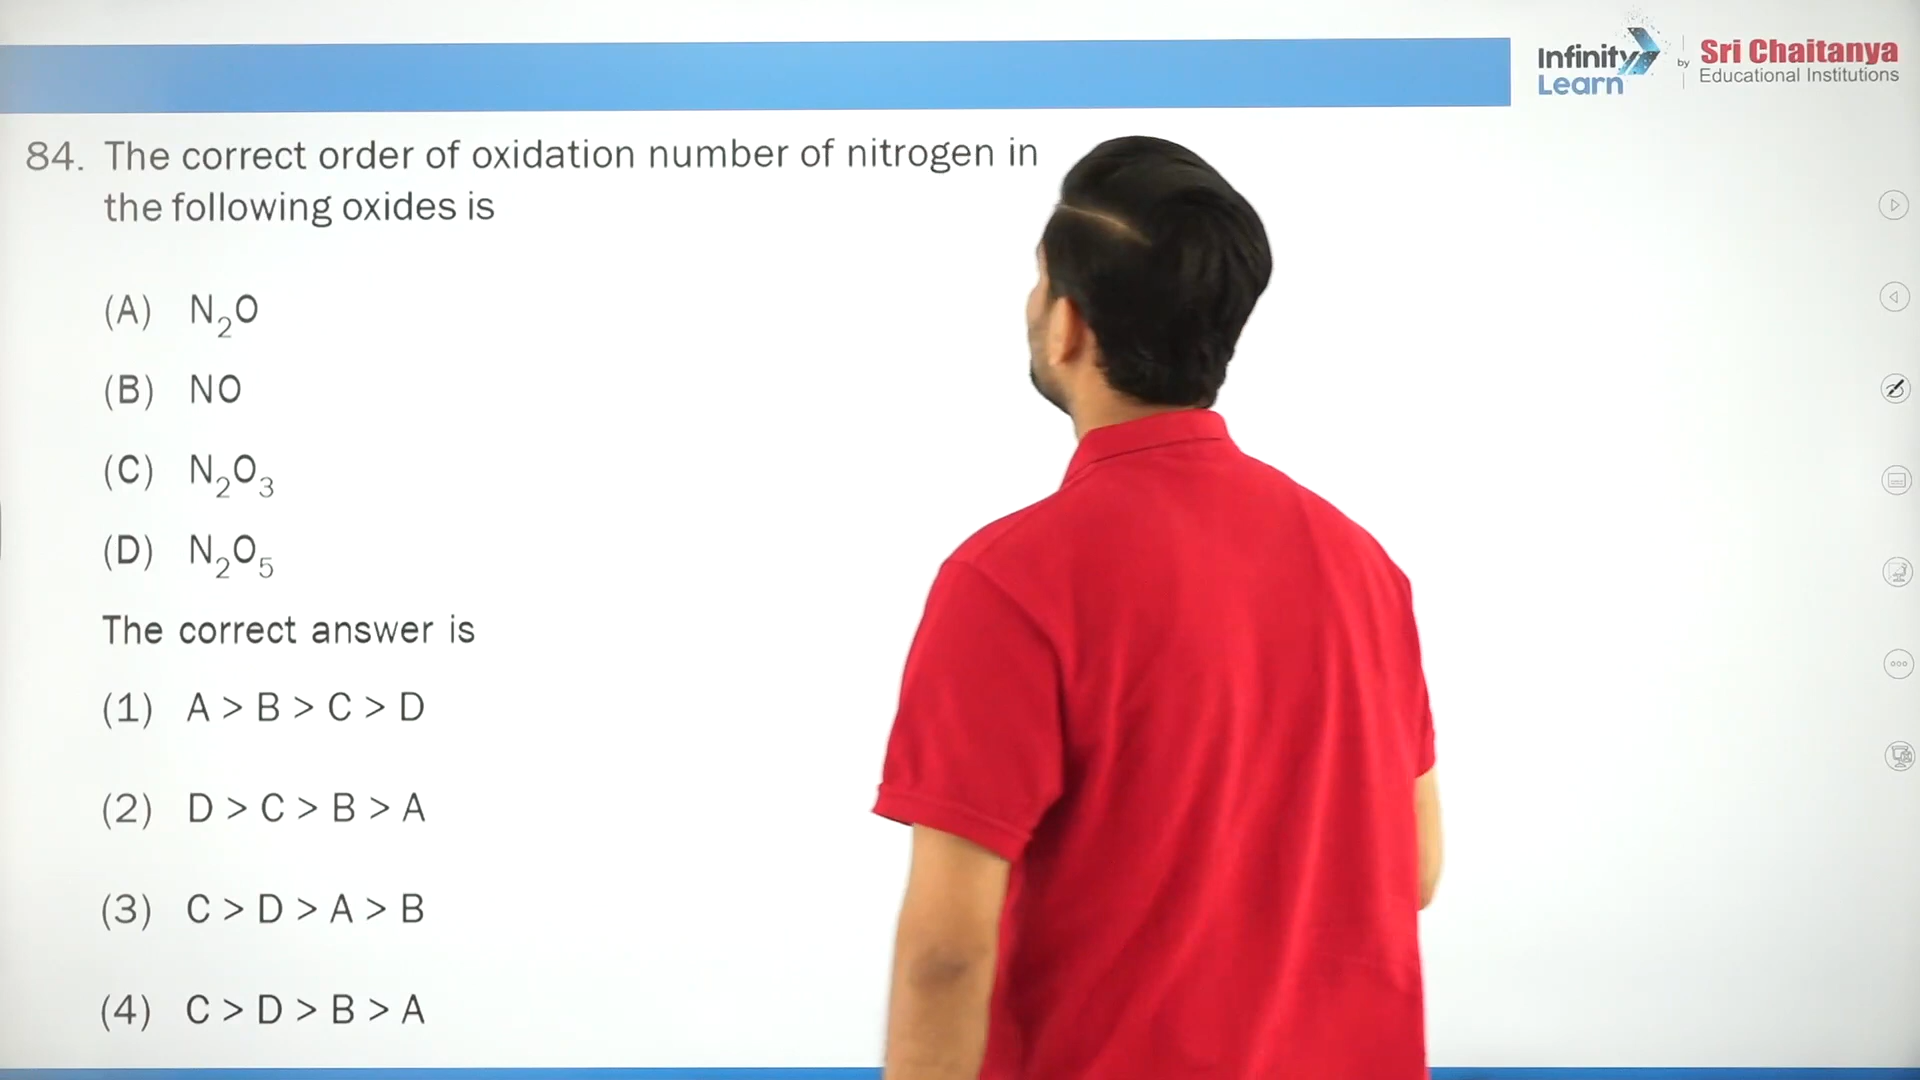 Infinity Learn by Sri Chaitanya Educational Institutions
84. The correct order of oxidation number of nitrogen in
the following oxides is
(A) N₂O
(B) NO
(C) N₂O₃
(D) N₂O₅
The correct answer is
(1) A > B > C > D
(2) D > C > B > A
(3) C > D > A > B
(4) C > D > B > A